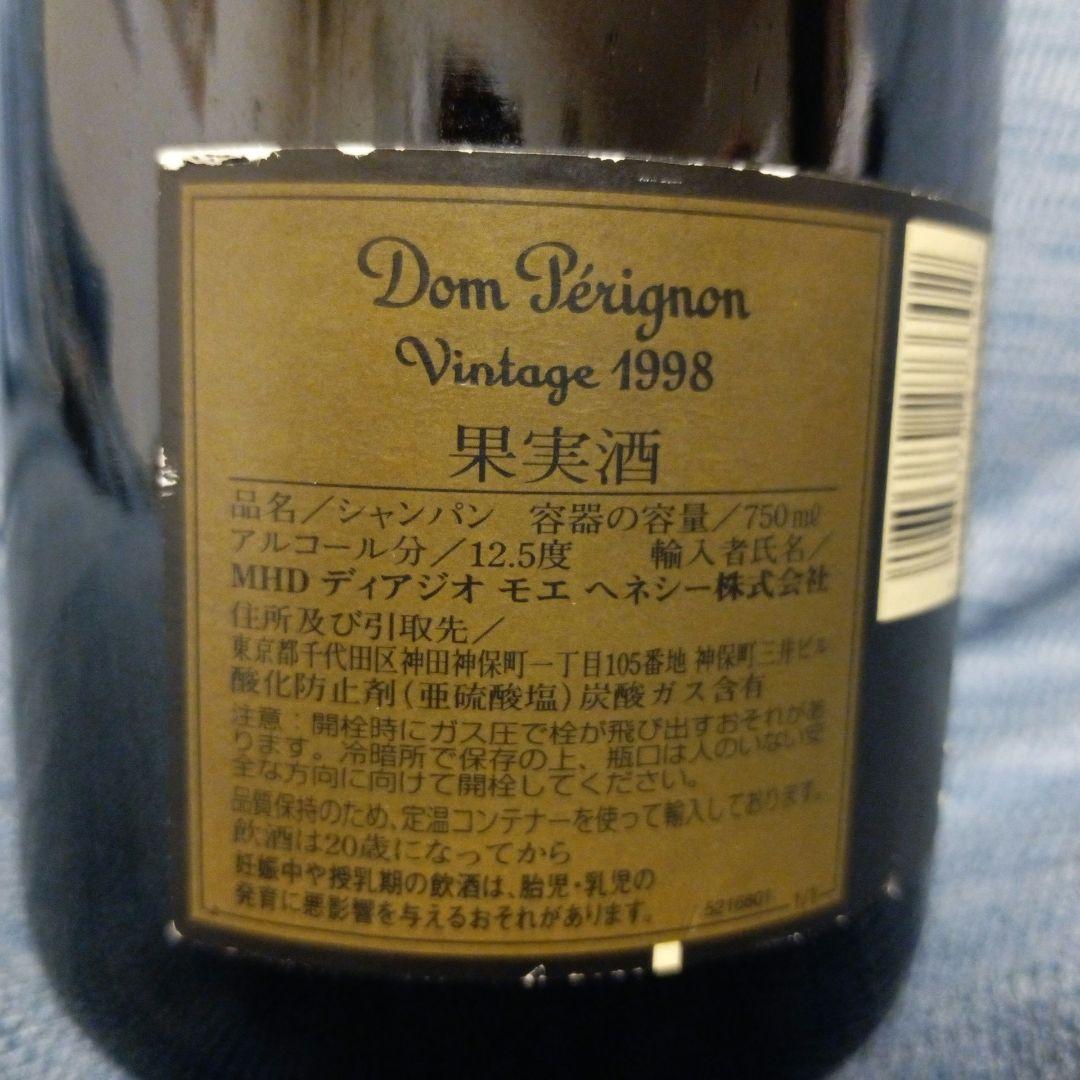 Dom Pérignon
Vintage 1998
果実酒
品名/シャンパン 容器の容量/750㎖
アルコール分/12.5度 輸入者氏名/
MHD ディアジオ モエ ヘネシー株式会社
住所及び引取先/
東京都千代田区神田神保町一丁目105番地 神保町三井ビル
酸化防止剤(亜硫酸塩)炭酸ガス含有
注意:開栓時にガス圧で栓が飛び出すおそれがあ
ります。冷暗所で保存の上、瓶口は人のいない安
全な方向に向けて開栓してください。
品質保持のため、定温コンテナーを使って輸入しております。
飲酒は20歳になってから
妊娠中や授乳期の飲酒は、胎児・乳児の
発育に悪影響を与えるおそれがあります。
5216801 1/1